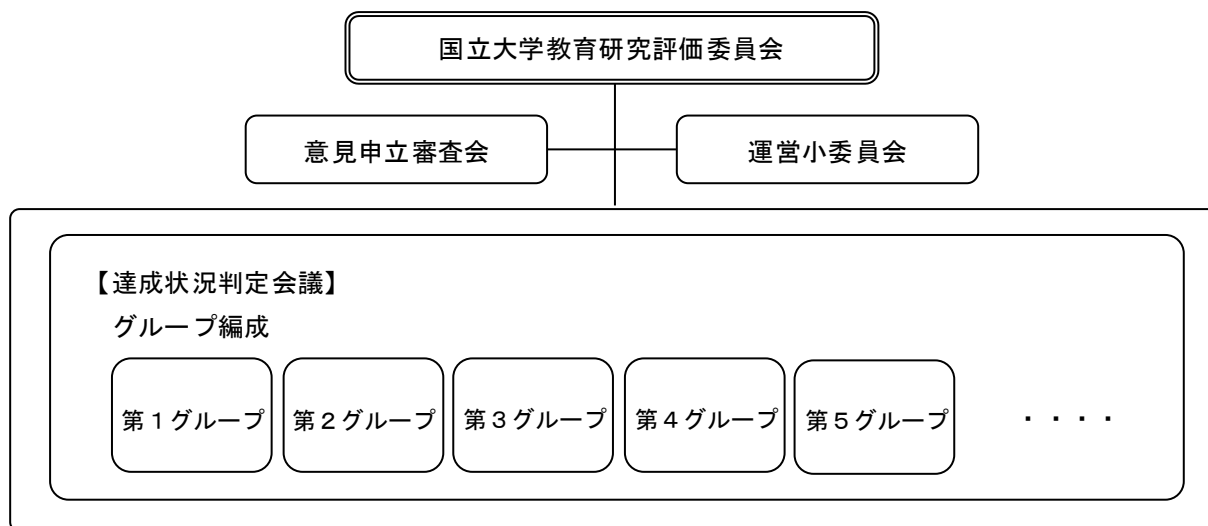 国立大学教育研究評価委員会
意見申立審査会
運営小委員会
【達成状況判定会議】
グループ編成
第１グループ
第２グループ
第３グループ
第４グループ
第５グループ
・・・・